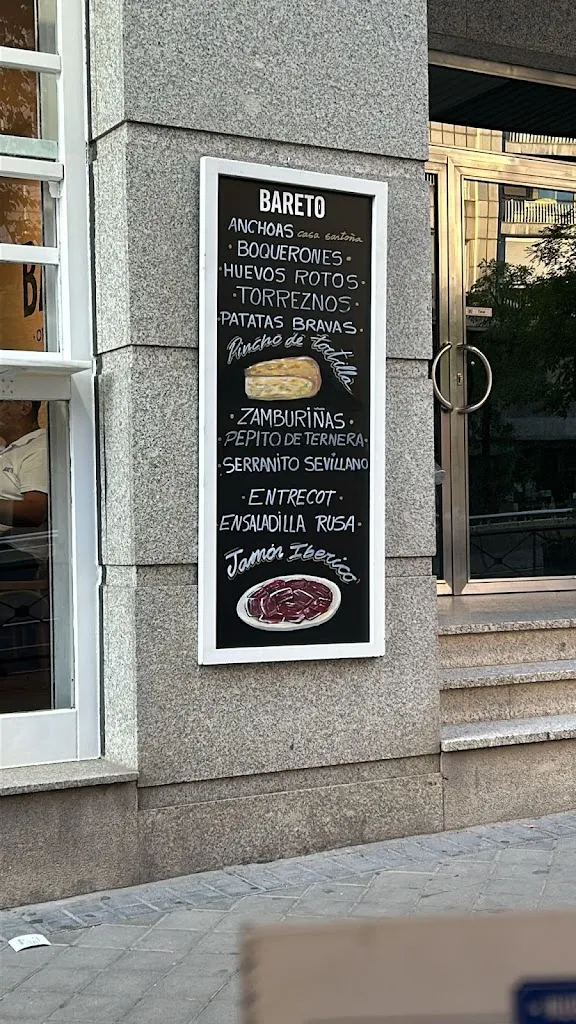 BARETO
ANCHOAS casa santoña
· BOQUERONES ·
· HUEVOS ROTOS ·
· TORREZNOS ·
· PATATAS BRAVAS ·
Pincho de tortilla
· ZAMBURIÑAS ·
· PEPITO DE TERNERA ·
· SERRANITO SEVILLANO
· ENTRECOT ·
ENSALADILLA RUSA ·
Jamón Iberico